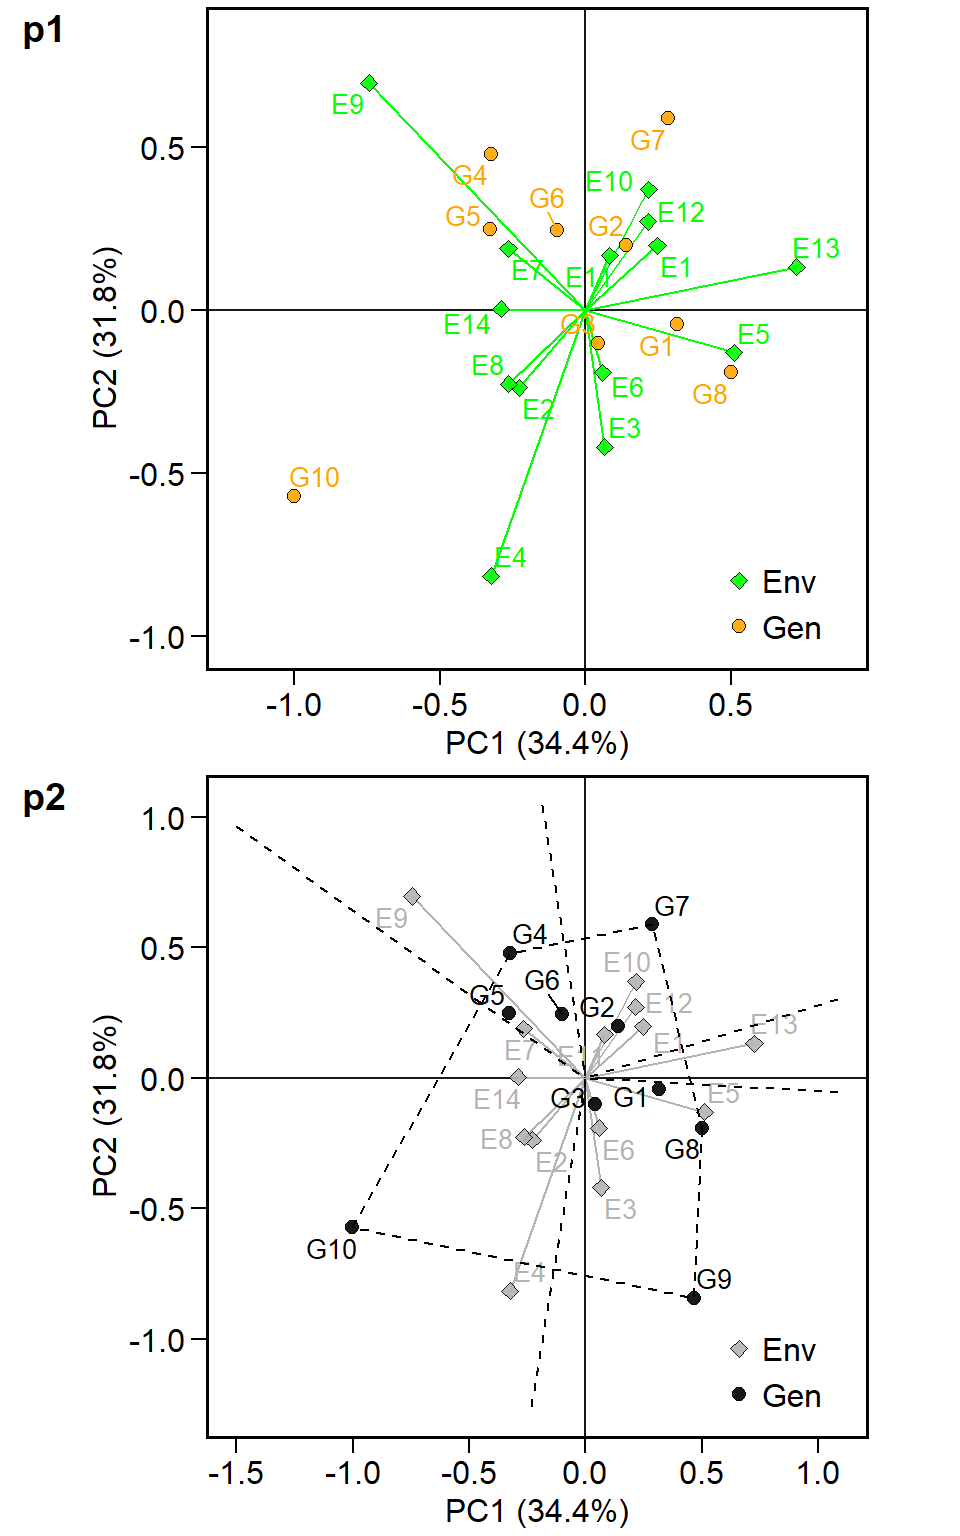 p1
E9
G7
G4
E10
G6
E12
G5
G2
E13
E7
E11
E1
0.5
0.0
-0.5
-1.0
PC2 (31.8%)
E14
G3
E5
G1
E8
E6
G8
E2
E3
G10
E4
Env
Gen
-1.0 -0.5 0.0 0.5
PC1 (34.4%)
p2
1.0
0.5
0.0
-0.5
-1.0
PC2 (31.8%)
G7
E9
G4
E10
G6
G5
G2
E12
E13
E7
E11
E1
E14
G3
G1
E5
E8
E2
E6
G8
E3
G10
E4
G9
Env
Gen
-1.5 -1.0 -0.5 0.0 0.5 1.0
PC1 (34.4%)